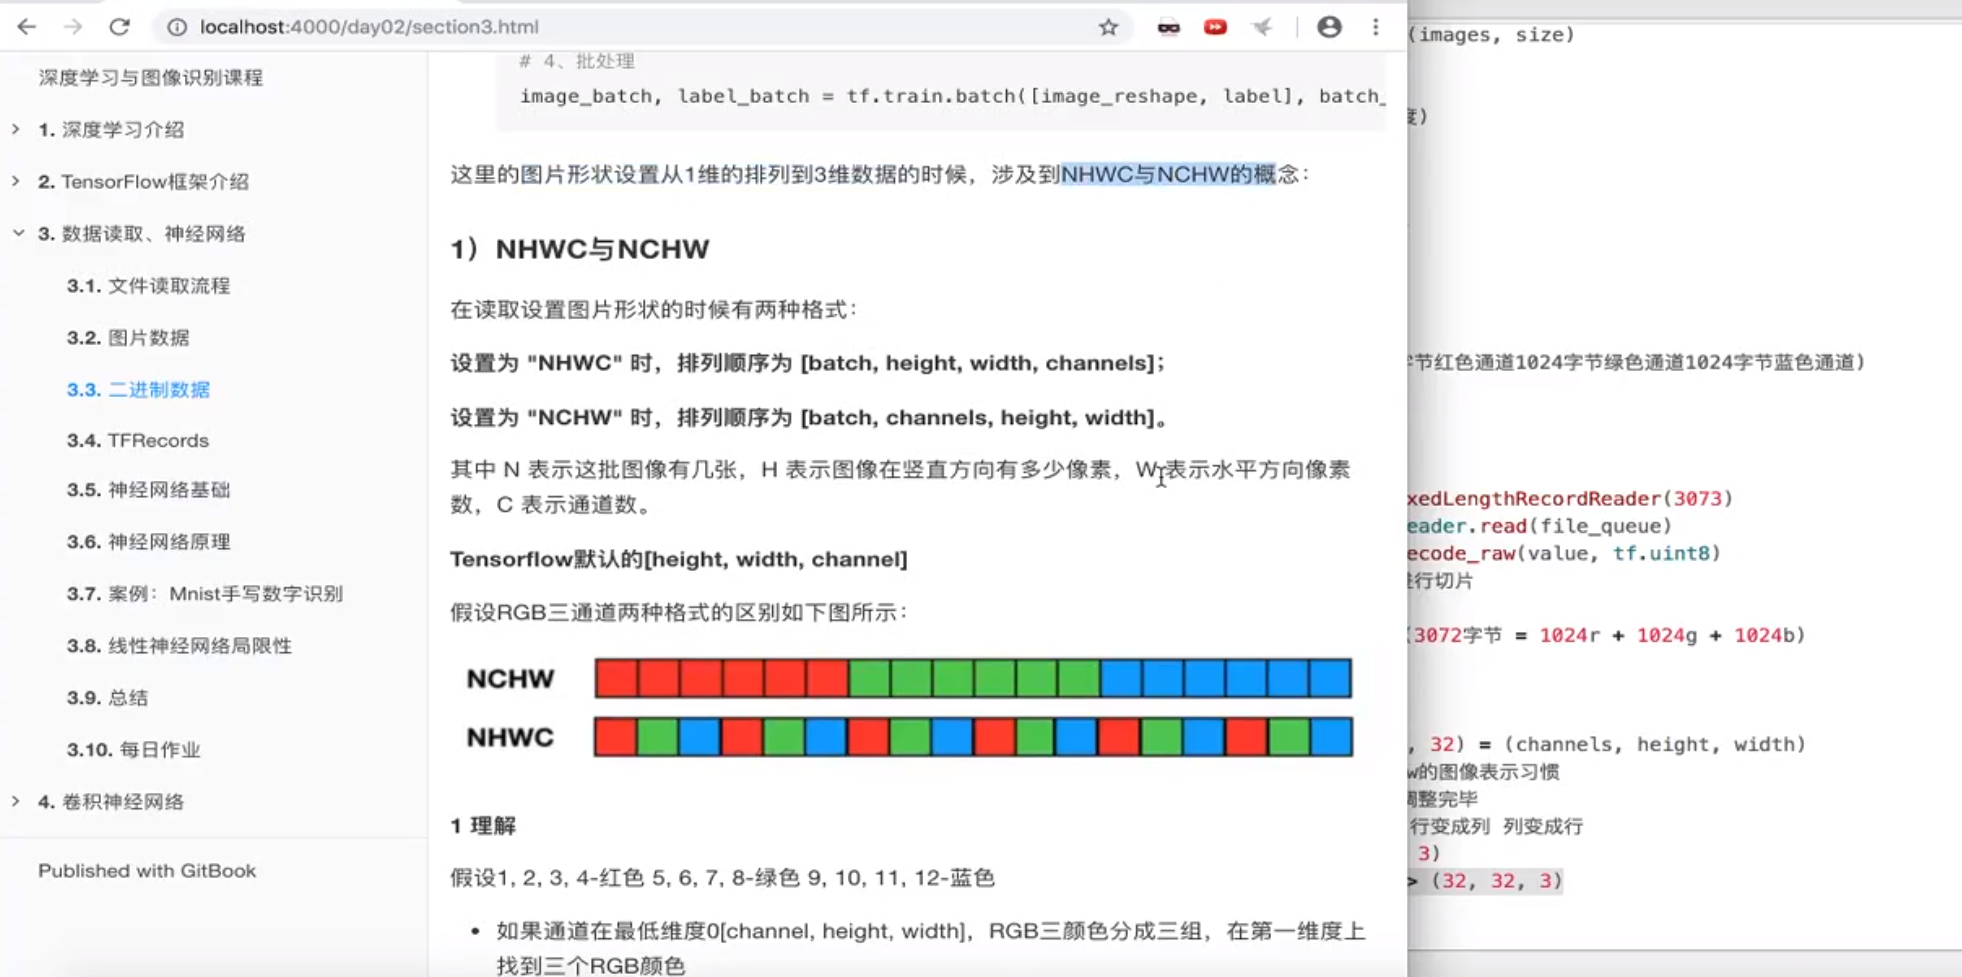 localhost:4000/day02/section3.html
深度学习与图像识别课程
1. 深度学习介绍
2. TensorFlow框架介绍
3. 数据读取、神经网络
3.1. 文件读取流程
3.2. 图片数据
3.3. 二进制数据
3.4. TFRecords
3.5. 神经网络基础
3.6. 神经网络原理
3.7. 案例：Mnist手写数字识别
3.8. 线性神经网络局限性
3.9. 总结
3.10. 每日作业
4. 卷积神经网络
Published with GitBook
# 4、批处理
image_batch, label_batch = tf.train.batch([image_reshape, label], batch_
这里的图片形状设置从1维的排列到3维数据的时候，涉及到NHWC与NCHW的概念：
1）NHWC与NCHW
在读取设置图片形状的时候有两种格式：
设置为 "NHWC" 时，排列顺序为 [batch, height, width, channels]；
设置为 "NCHW" 时，排列顺序为 [batch, channels, height, width]。
其中 N 表示这批图像有几张，H 表示图像在竖直方向有多少像素，W 表示水平方向像素
数，C 表示通道数。
Tensorflow默认的[height, width, channel]
假设RGB三通道两种格式的区别如下图所示：
NCHW
NHWC
1 理解
假设1, 2, 3, 4-红色 5, 6, 7, 8-绿色 9, 10, 11, 12-蓝色
• 如果通道在最低维度0[channel, height, width]，RGB三颜色分成三组，在第一维度上
找到三个RGB颜色
(images, size)
)
节红色通道1024字节绿色通道1024字节蓝色通道)
xedLengthRecordReader(3073)
eader.read(file_queue)
ecode_raw(value, tf.uint8)
行切片
(3072字节 = 1024r + 1024g + 1024b)
, 32) = (channels, height, width)
w的图像表示习惯
调整完毕
行变成列 列变成行
3)
> (32, 32, 3)